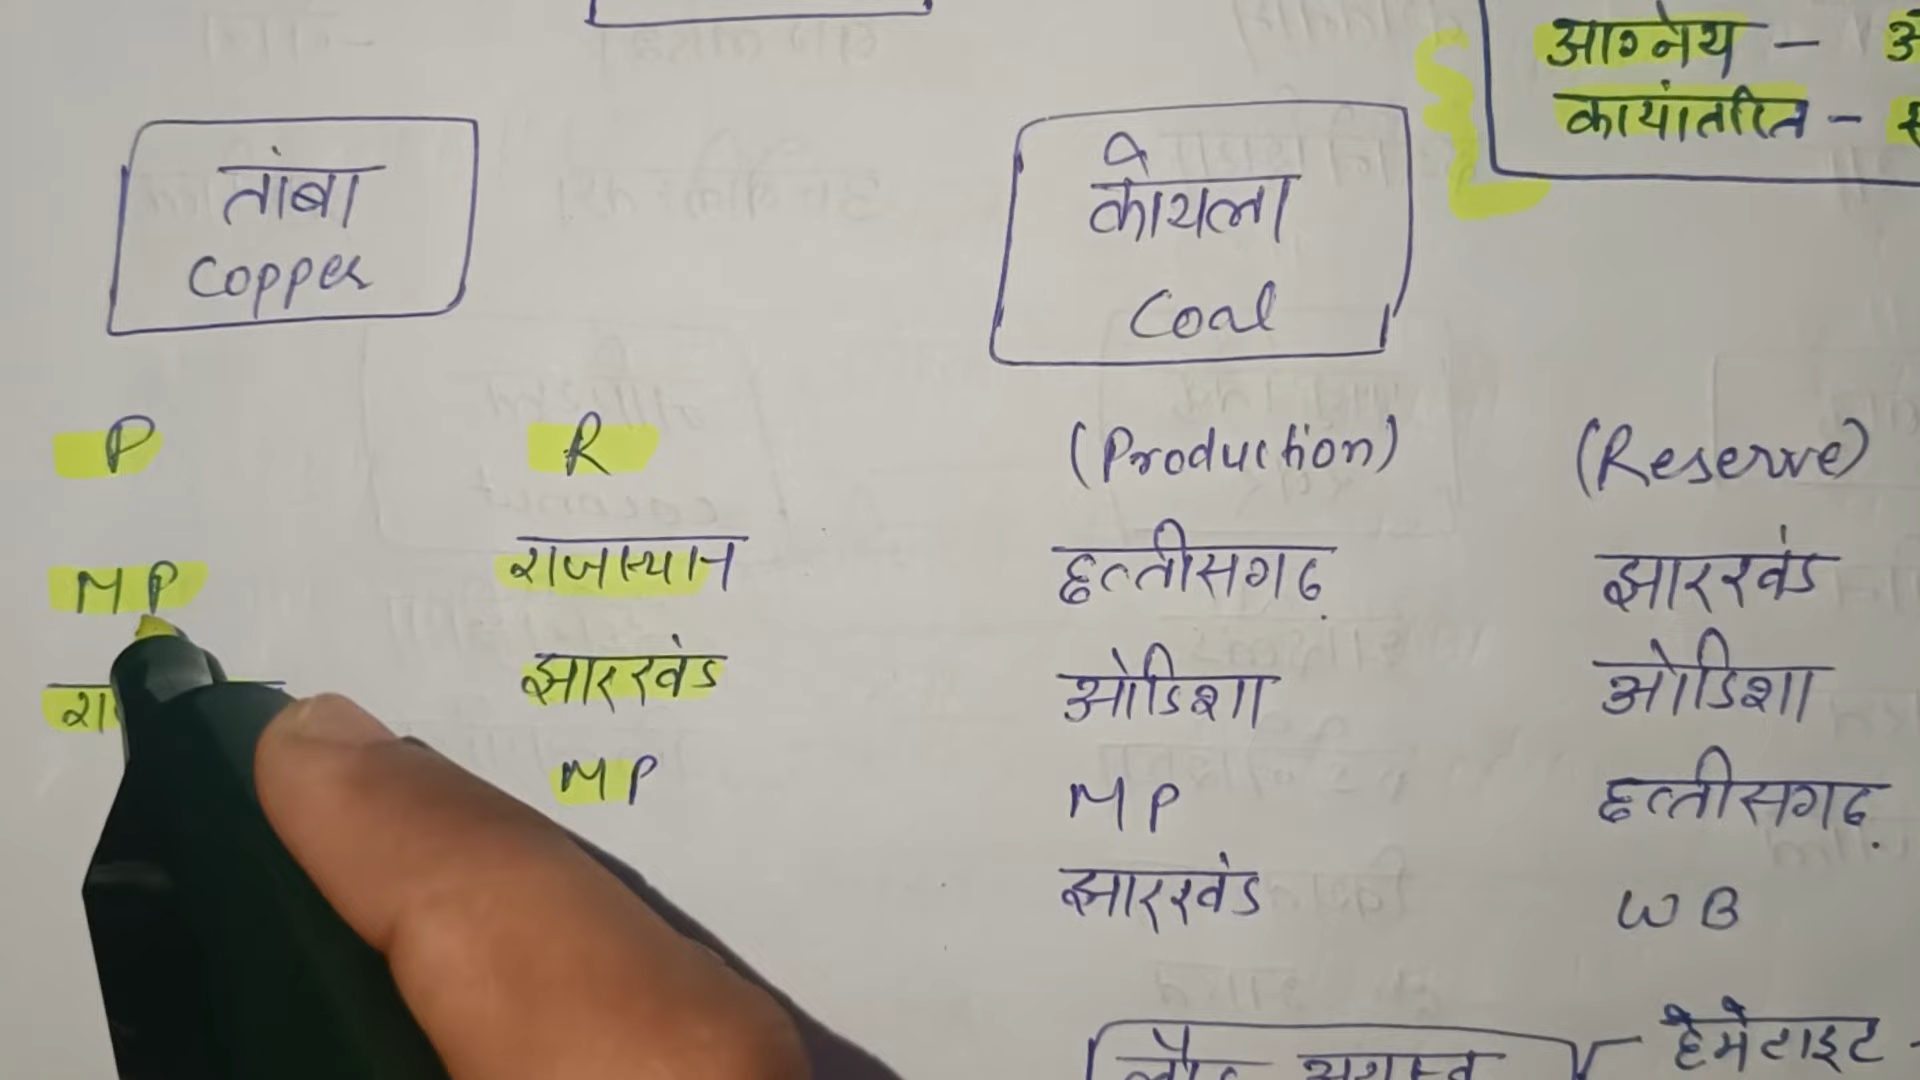 आग्नेय -
कायांतरित -
तांबा
Copper
कोयला
Coal
P R
MP राजस्थान
झारखंड
MP
(Production) (Reserve)
छत्तीसगढ़ झारखंड
ओडिशा ओडिशा
MP छत्तीसगढ़
झारखंड WB
हेमेटाइट -
लौह अयस्क